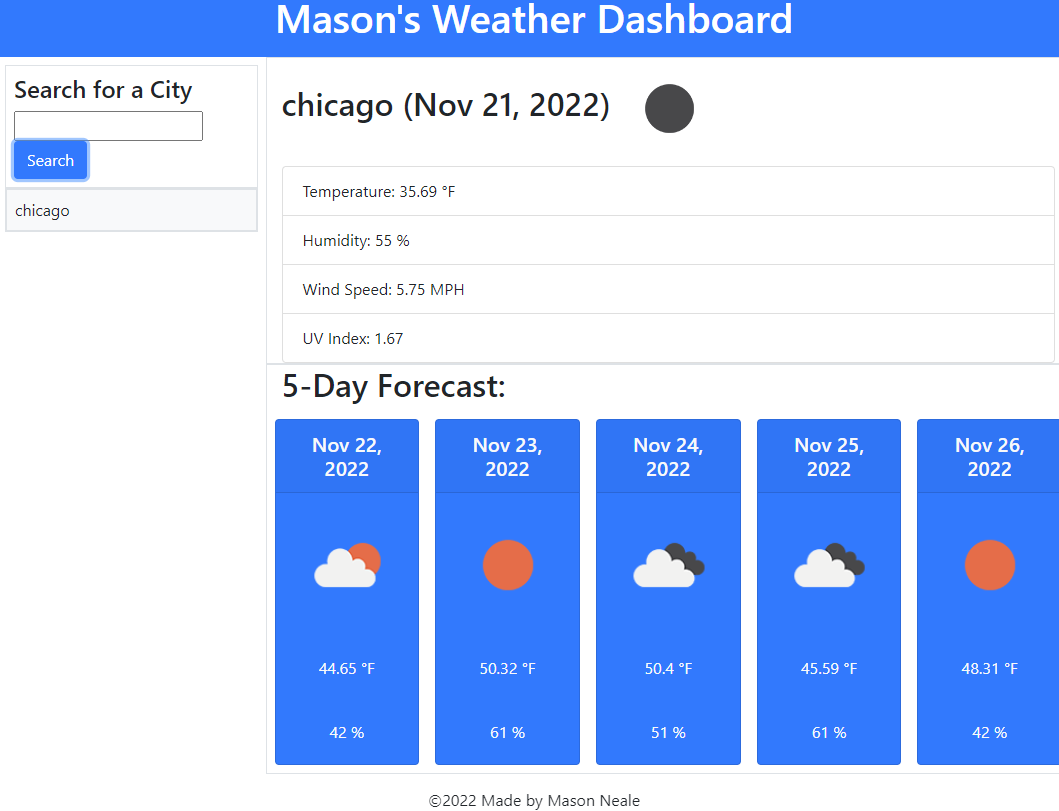 Mason's Weather Dashboard
Search for a City
Search
chicago
chicago (Nov 21, 2022)
Temperature: 35.69 °F
Humidity: 55 %
Wind Speed: 5.75 MPH
UV Index: 1.67
5-Day Forecast:
Nov 22,
2022
44.65 °F
42 %
Nov 23,
2022
50.32 °F
61 %
Nov 24,
2022
50.4 °F
51 %
Nov 25,
2022
45.59 °F
61 %
Nov 26,
2022
48.31 °F
42 %
©2022 Made by Mason Neale